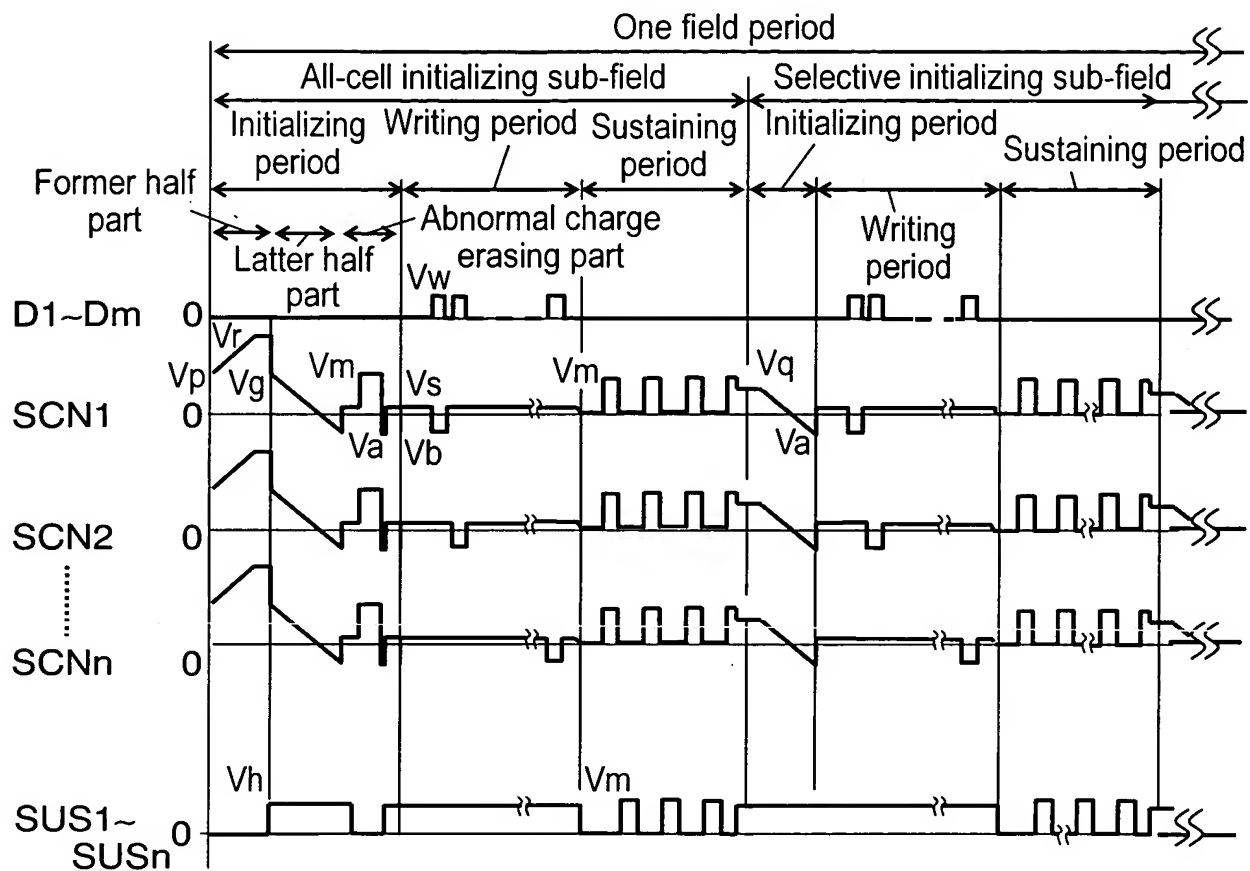 One field period
All-cell initializing sub-field
Selective initializing sub-field
Initializing
period
Writing period
Sustaining
period
Initializing period
Sustaining period
Former half
part
Latter half
part
Abnormal charge
erasing part
Writing
period
D1~Dm
0
Vw
Vr
Vp
Vg
Vm
Vs
Vm
Vq
SCN1
0
Va
Vb
Va
SCN2
0
SCNn
0
Vh
Vm
SUS1~
SUSn
0